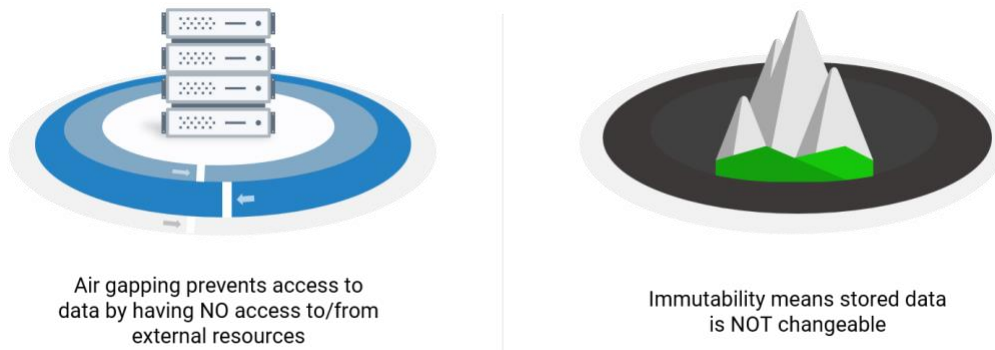 Air gapping prevents access to
data by having NO access to/from
external resources
Immutability means stored data
is NOT changeable